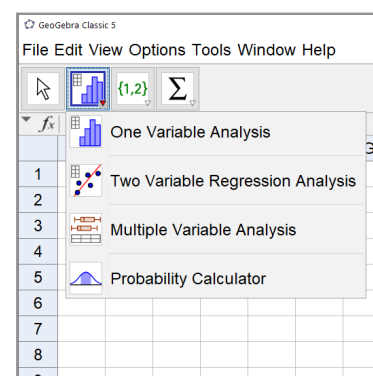 GeoGebra Classic 5
File Edit View Options Tools Window Help
{1,2} Σ
fx
One Variable Analysis
1
Two Variable Regression Analysis
2
3
Multiple Variable Analysis
4
5
Probability Calculator
6
7
8